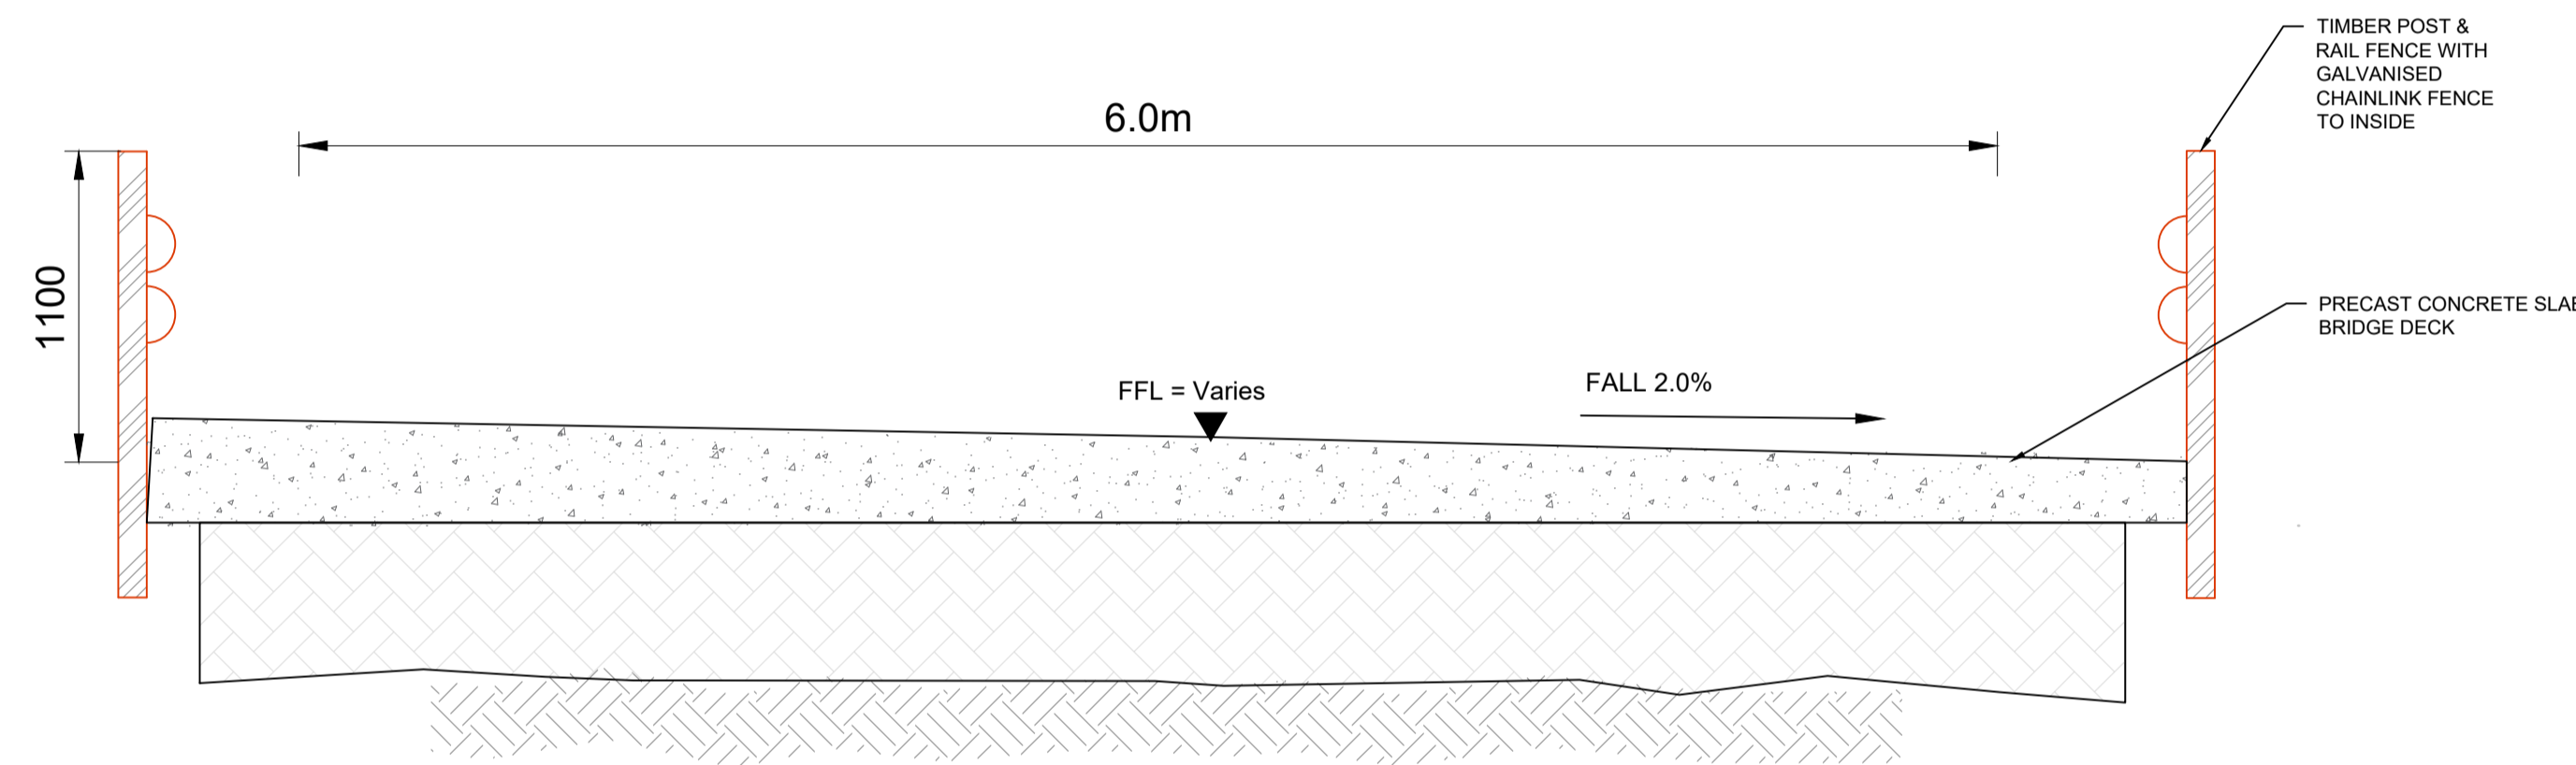 TIMBER POST &
RAIL FENCE WITH
GALVANISED
CHAINLINK FENCE
TO INSIDE
6.0m
1100
PRECAST CONCRETE
BRIDGE DECK
FFL = Varies
FALL 2.0%